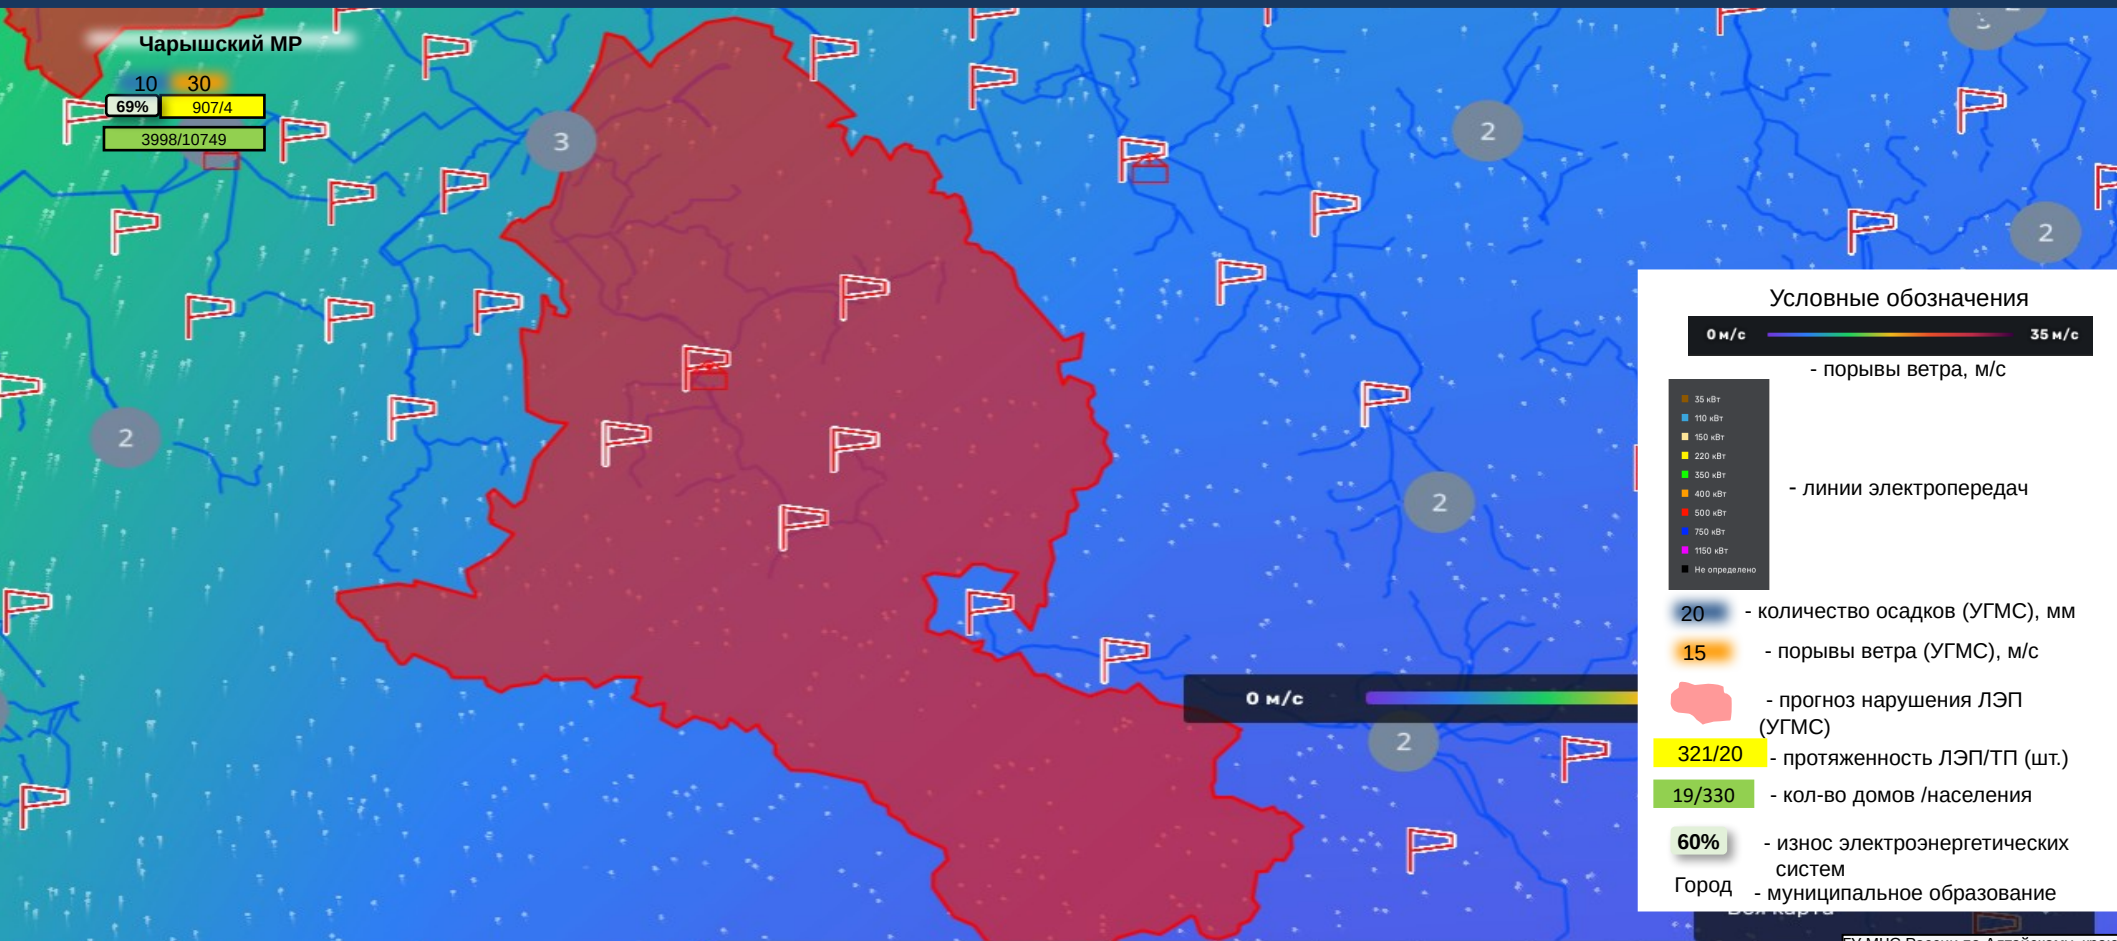 Чарышский МР
10 30
69% 907/4
3998/10749
3
2
2
2
2
2
0 м/с
Условные обозначения
0 м/с 35 м/с
- порывы ветра, м/с
35 кВт
110 кВт
150 кВт
220 кВт
350 кВт
400 кВт
500 кВт
750 кВт
1150 кВт
Не определено
- линии электропередач
20 - количество осадков (УГМС), мм
15 - порывы ветра (УГМС), м/с
- прогноз нарушения ЛЭП
(УГМС)
321/20 - протяженность ЛЭП/ТП (шт.)
19/330 - кол-во домов /населения
60% - износ электроэнергетических
систем
Город - муниципальное образование